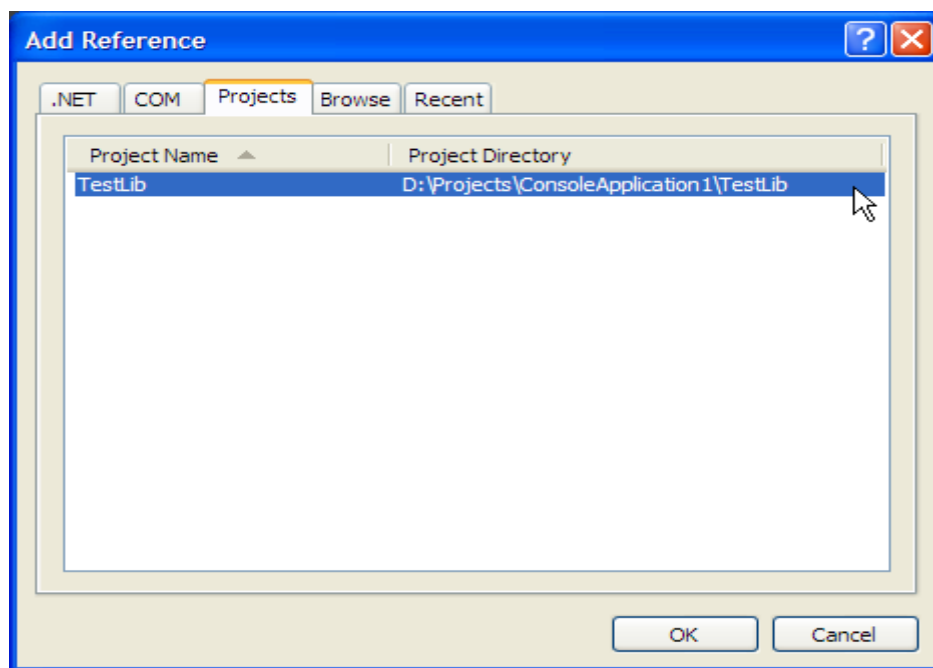 Add Reference
.NET COM Projects Browse Recent
Project Name Project Directory
TestLib D:\Projects\ConsoleApplication1\TestLib
OK Cancel